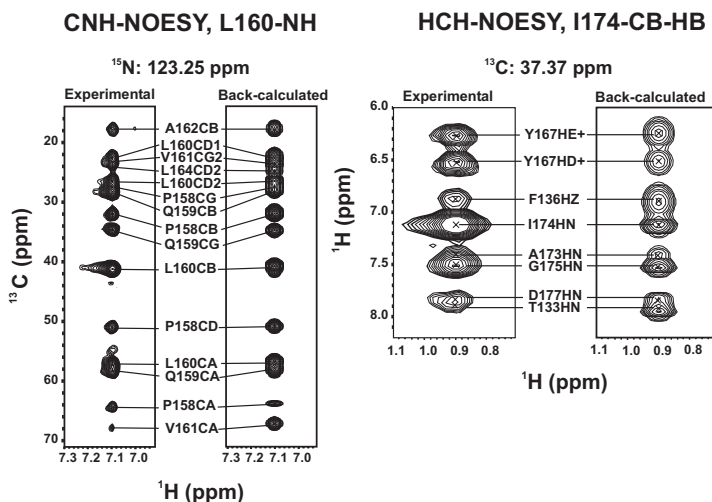 CNH-NOESY, L160-NH
¹⁵N: 123.25 ppm
Experimental
Back-calculated
¹³C (ppm)
20
30
40
50
60
70
A162CB
L160CD1
V161CG2
L164CD2
L160CD2
P158CG
Q159CB
P158CB
Q159CG
L160CB
P158CD
L160CA
Q159CA
P158CA
V161CA
7.3 7.2 7.1 7.0
7.3 7.2 7.1 7.0
¹H (ppm)
HCH-NOESY, I174-CB-HB
¹³C: 37.37 ppm
Experimental
Back-calculated
¹H (ppm)
6.0
6.5
7.0
7.5
8.0
Y167HE+
Y167HD+
F136HZ
I174HN
A173HN
G175HN
D177HN
T133HN
1.1 1.0 0.9 0.8
1.1 1.0 0.9 0.8
¹H (ppm)